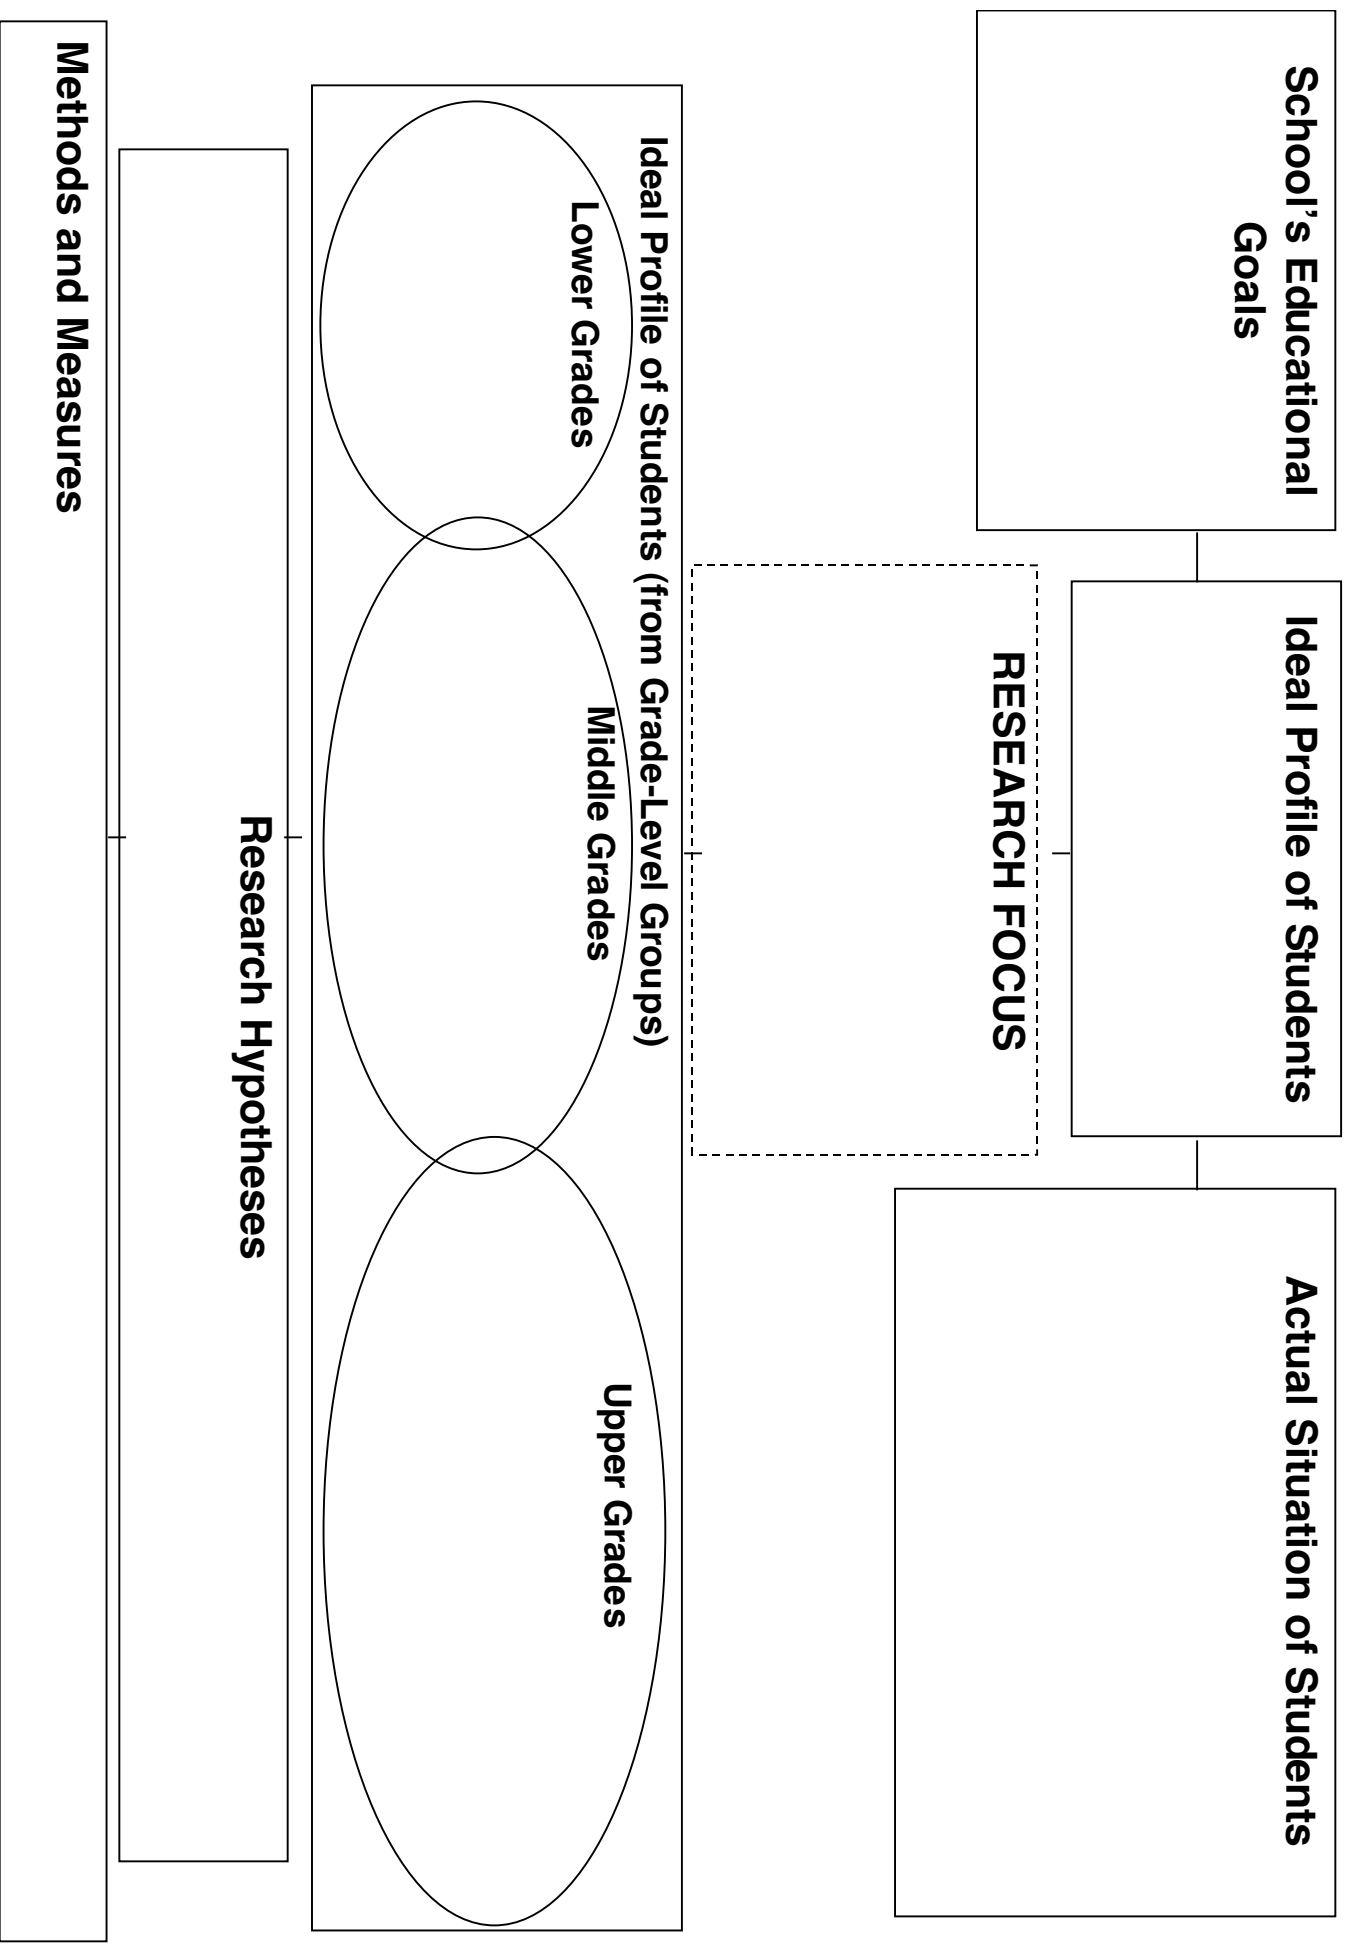 School's Educational
Goals
Ideal Profile of Students
Actual Situation of Students
RESEARCH FOCUS
Ideal Profile of Students (from Grade-Level Groups)
Lower Grades
Middle Grades
Upper Grades
Research Hypotheses
Methods and Measures